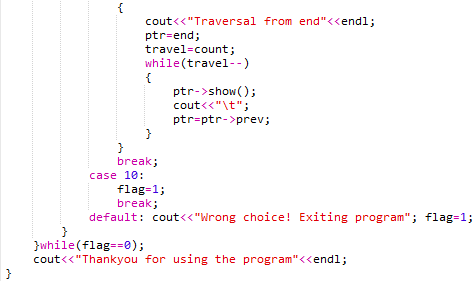 {
cout<<"Traversal from end"<<endl;
ptr=end;
travel=count;
while(travel--)
{
ptr->show();
cout<<"\t";
ptr=ptr->prev;
}
}
break;
case 10:
flag=1;
break;
default: cout<<"Wrong choice! Exiting program"; flag=1;
}
}while(flag==0);
cout<<"Thankyou for using the program"<<endl;
}